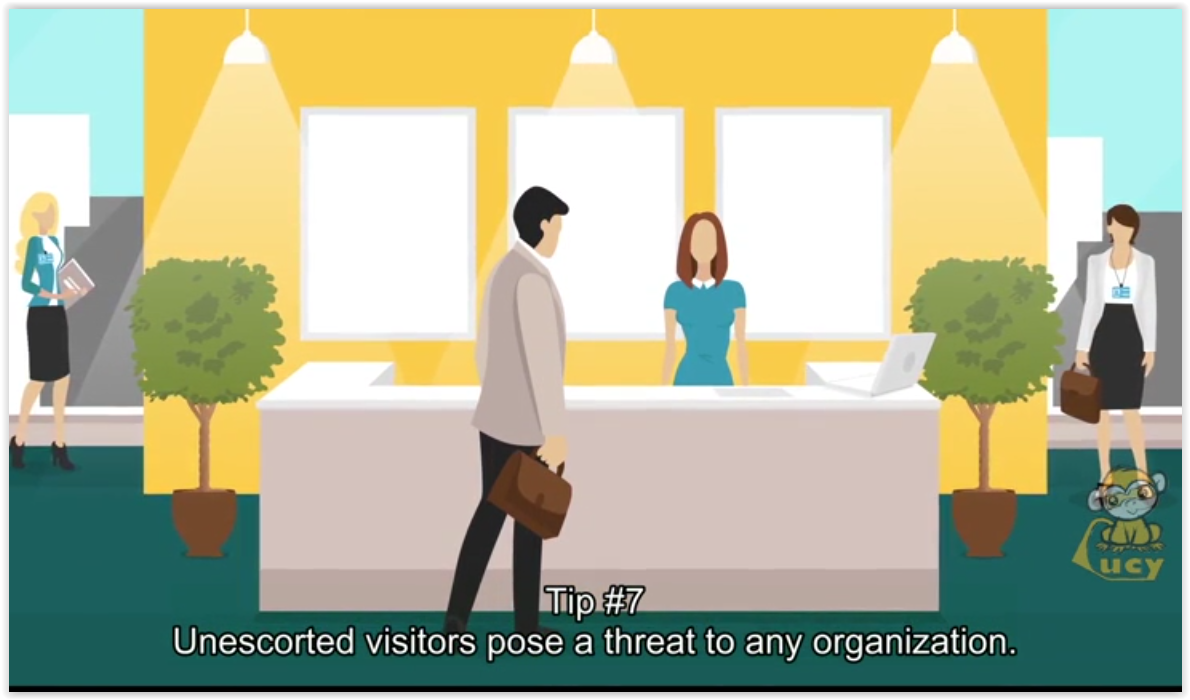 Tip #7
Unescorted visitors pose a threat to any organization.
Lucy